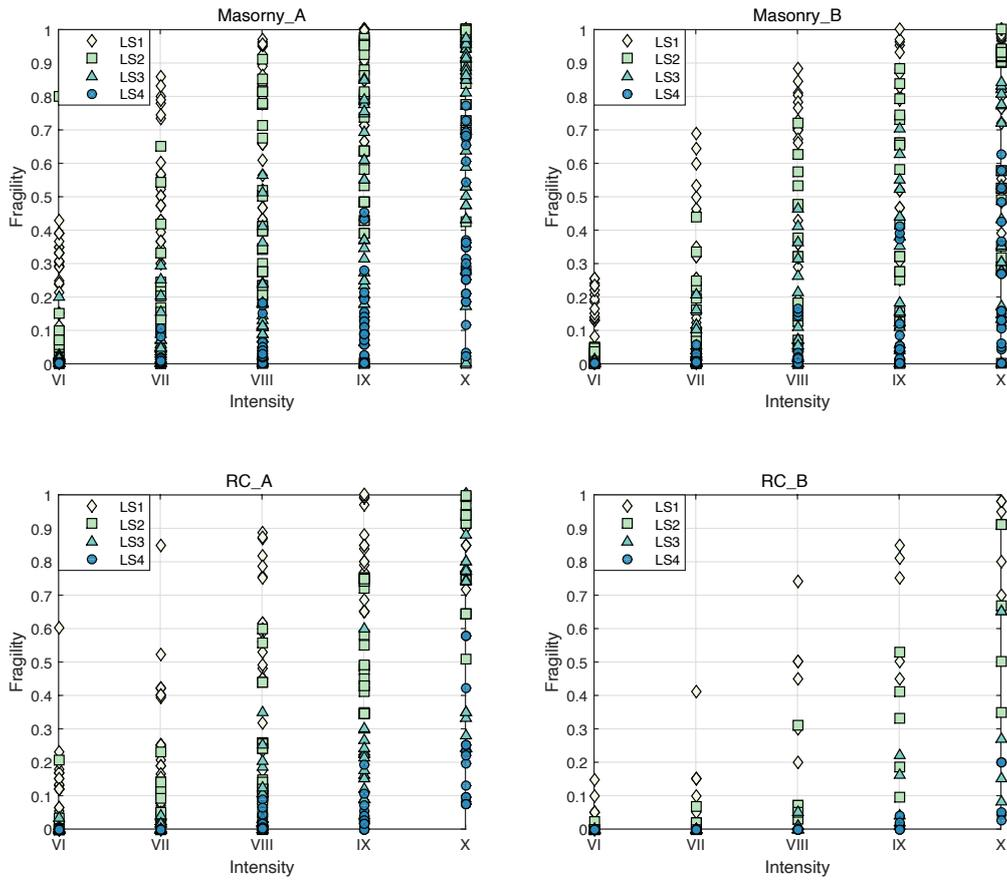 Masorny_A
Masonry_B
LS1
LS2
LS3
LS4
LS1
LS2
LS3
LS4
1
0.9
0.8
0.7
0.6
0.5
0.4
0.3
0.2
0.1
0
1
0.9
0.8
0.7
0.6
0.5
0.4
0.3
0.2
0.1
0
Fragility
Fragility
VI VII VIII IX X
VI VII VIII IX X
Intensity
Intensity
RC_A
RC_B
LS1
LS2
LS3
LS4
LS1
LS2
LS3
LS4
1
0.9
0.8
0.7
0.6
0.5
0.4
0.3
0.2
0.1
0
1
0.9
0.8
0.7
0.6
0.5
0.4
0.3
0.2
0.1
0
Fragility
Fragility
VI VII VIII IX X
VI VII VIII IX X
Intensity
Intensity